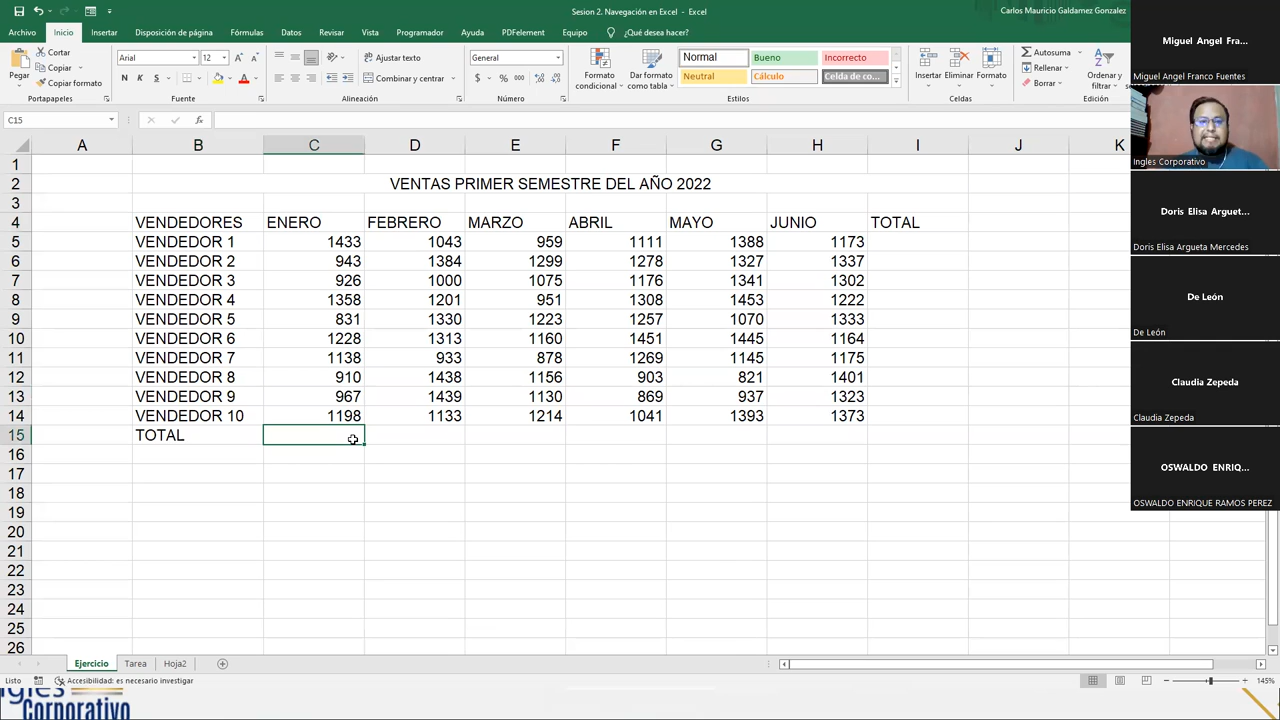 Sesion 2. Navegación en Excel - Excel
Carlos Mauricio Galdamez Gonzalez
Archivo Inicio Insertar Disposición de página Fórmulas Datos Revisar Vista Programador Ayuda PDFelement Equipo ¿Qué desea hacer?
Pegar
Cortar
Copiar
Copiar formato
Portapapeles
Arial 12
N K S
Fuente
Ajustar texto
Combinar y centrar
Alineación
General
$ % 000
Número
Formato condicional
Dar formato como tabla
Normal Bueno Incorrecto
Neutral Cálculo Celda de co...
Estilos
Insertar Eliminar Formato
Celdas
Autosuma
Rellenar
Borrar
Ordenar y filtrar
Edición
C15 fx
A B C D E F G H I J K
1
2 VENTAS PRIMER SEMESTRE DEL AÑO 2022
3
4 VENDEDORES ENERO FEBRERO MARZO ABRIL MAYO JUNIO TOTAL
5 VENDEDOR 1 1433 1043 959 1111 1388 1173
6 VENDEDOR 2 943 1384 1299 1278 1327 1337
7 VENDEDOR 3 926 1000 1075 1176 1341 1302
8 VENDEDOR 4 1358 1201 951 1308 1453 1222
9 VENDEDOR 5 831 1330 1223 1257 1070 1333
10 VENDEDOR 6 1228 1313 1160 1451 1445 1164
11 VENDEDOR 7 1138 933 878 1269 1145 1175
12 VENDEDOR 8 910 1438 1156 903 821 1401
13 VENDEDOR 9 967 1439 1130 869 937 1323
14 VENDEDOR 10 1198 1133 1214 1041 1393 1373
15 TOTAL
16
17
18
19
20
21
22
23
24
25
26
Ejercicio Tarea Hoja2
Listo Accesibilidad: es necesario investigar 145%
Ingles
Corporativo
Miguel Angel Fra...
Miguel Angel Franco Fuentes
Ingles Corporativo
Doris Elisa Arguet...
Doris Elisa Argueta Mercedes
De León
De León
Claudia Zepeda
Claudia Zepeda
OSWALDO ENRIQ...
OSWALDO ENRIQUE RAMOS PEREZ